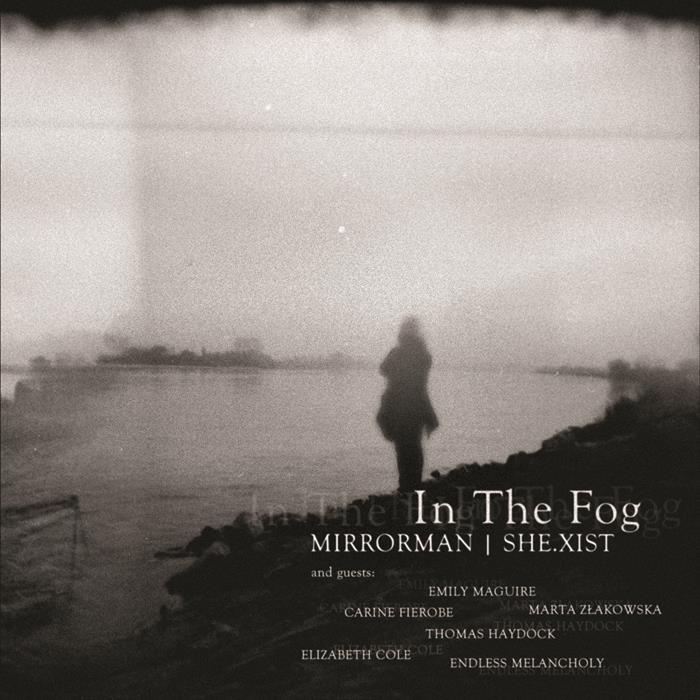 In The Fog
MIRRORMAN | SHE.XIST
and guests:
EMILY MAGUIRE
CARINE FIEROBE
MARTA ZŁAKOWSKA
THOMAS HAYDOCK
ELIZABETH COLE
ENDLESS MELANCHOLY